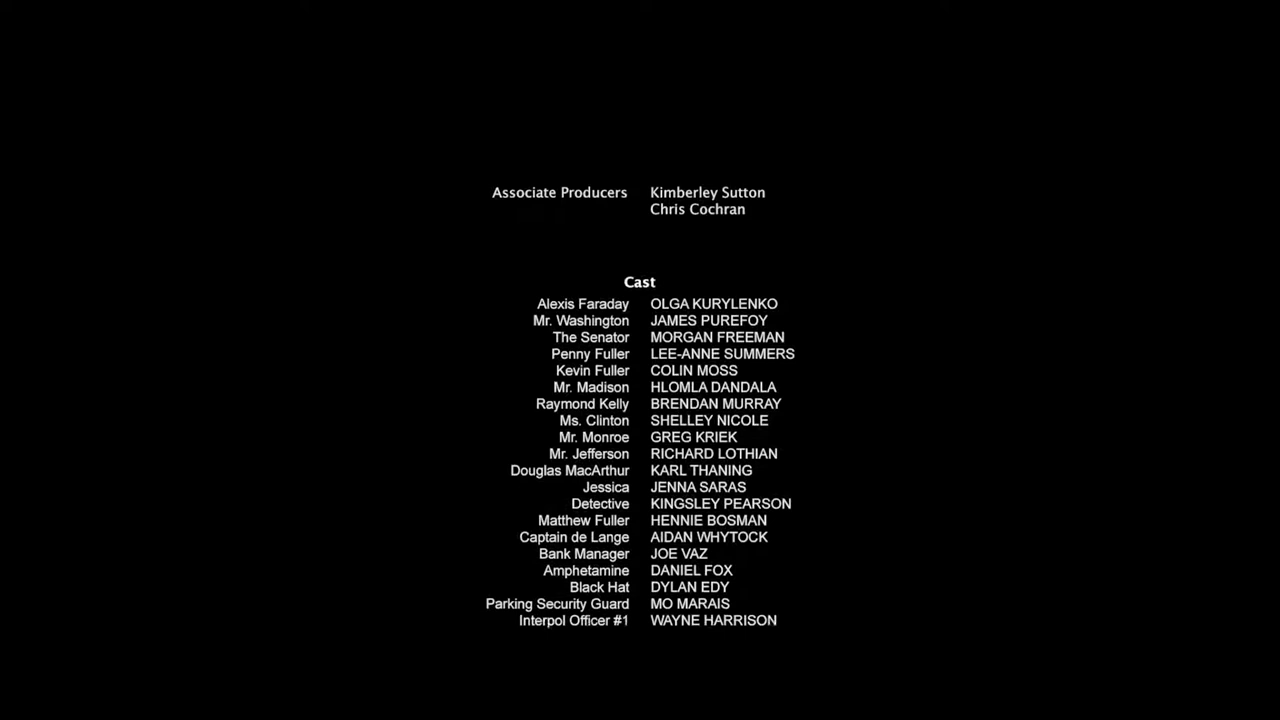 Associate Producers Kimberley Sutton
Chris Cochran
Cast
Alexis Faraday OLGA KURYLENKO
Mr. Washington JAMES PUREFOY
The Senator MORGAN FREEMAN
Penny Fuller LEE-ANNE SUMMERS
Kevin Fuller COLIN MOSS
Mr. Madison HLOMLA DANDALA
Raymond Kelly BRENDAN MURRAY
Ms. Clinton SHELLEY NICOLE
Mr. Monroe GREG KRIEK
Mr. Jefferson RICHARD LOTHIAN
Douglas MacArthur KARL THANING
Jessica JENNA SARAS
Detective KINGSLEY PEARSON
Matthew Fuller HENNIE BOSMAN
Captain de Lange AIDAN WHYTOCK
Bank Manager JOE VAZ
Amphetamine DANIEL FOX
Black Hat DYLAN EDY
Parking Security Guard MO MARAIS
Interpol Officer #1 WAYNE HARRISON